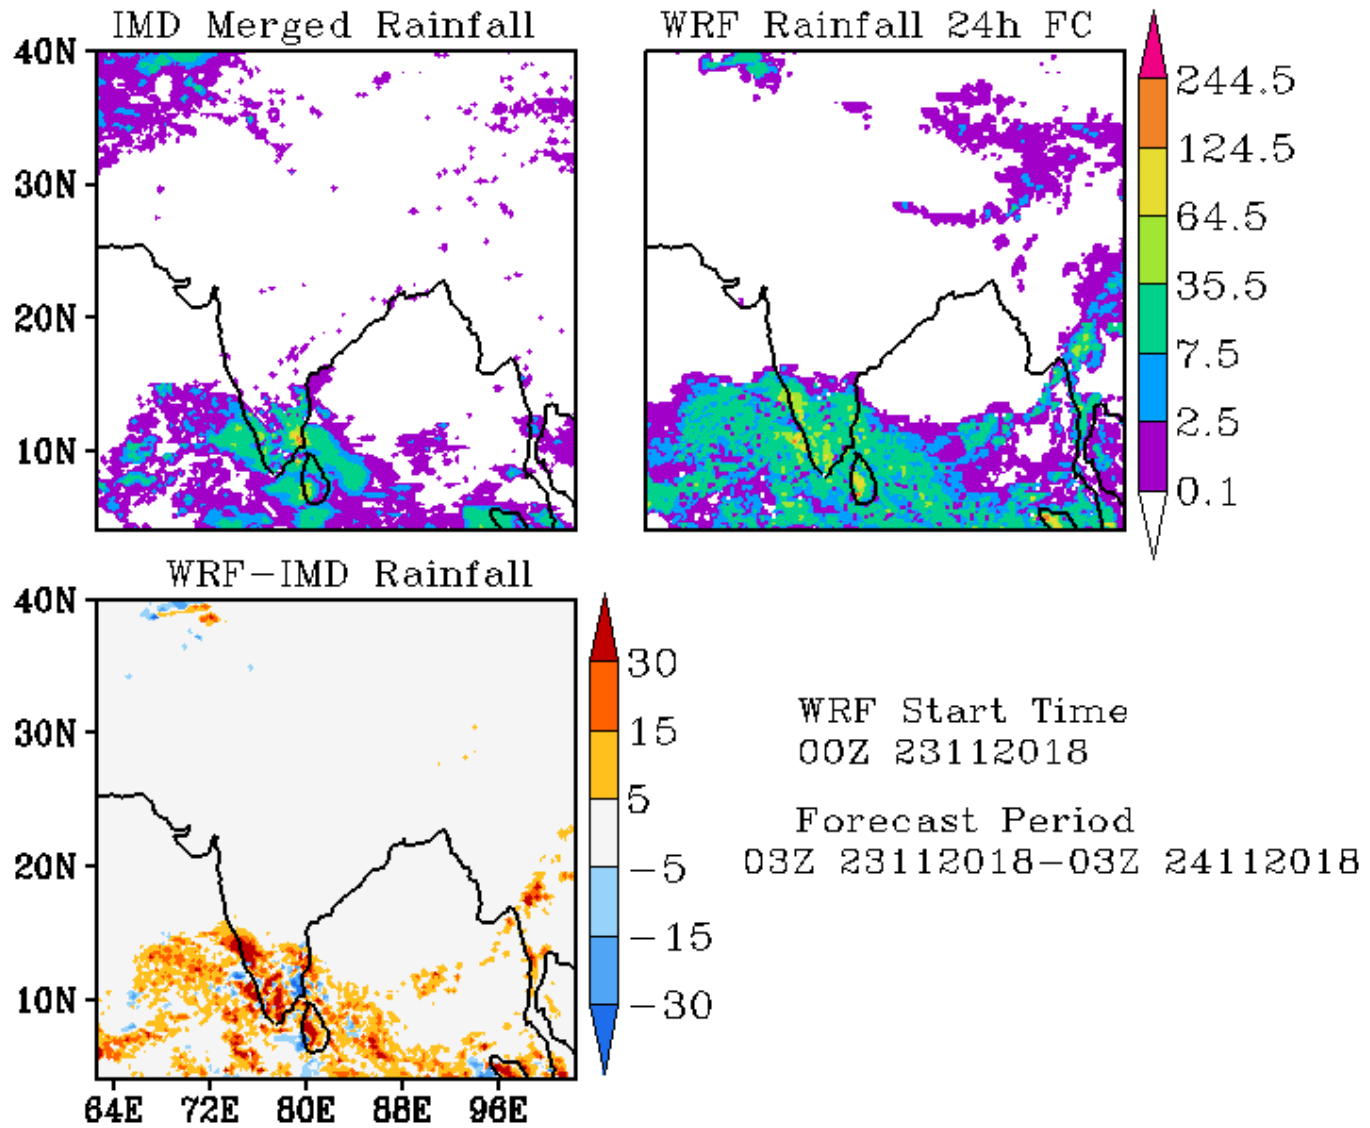 IMD Merged Rainfall
WRF Rainfall 24h FC
40N
30N
20N
10N
244.5
124.5
64.5
35.5
7.5
2.5
0.1
WRF-IMD Rainfall
40N
30N
20N
10N
64E 72E 80E 88E 96E
30
15
5
-5
-15
-30
WRF Start Time
00Z 23112018
Forecast Period
03Z 23112018-03Z 24112018